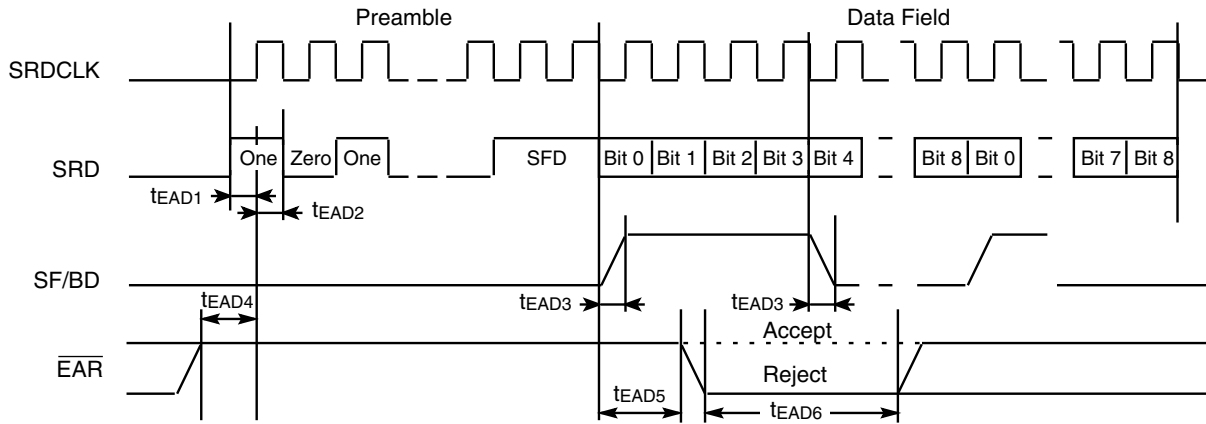 Preamble Data Field
SRDCLK
SRD One Zero One SFD Bit 0 Bit 1 Bit 2 Bit 3 Bit 4 Bit 8 Bit 0 Bit 7 Bit 8
tEAD1
tEAD2
SF/BD
tEAD4 tEAD3 tEAD3
Accept
EAR
Reject
tEAD5 tEAD6